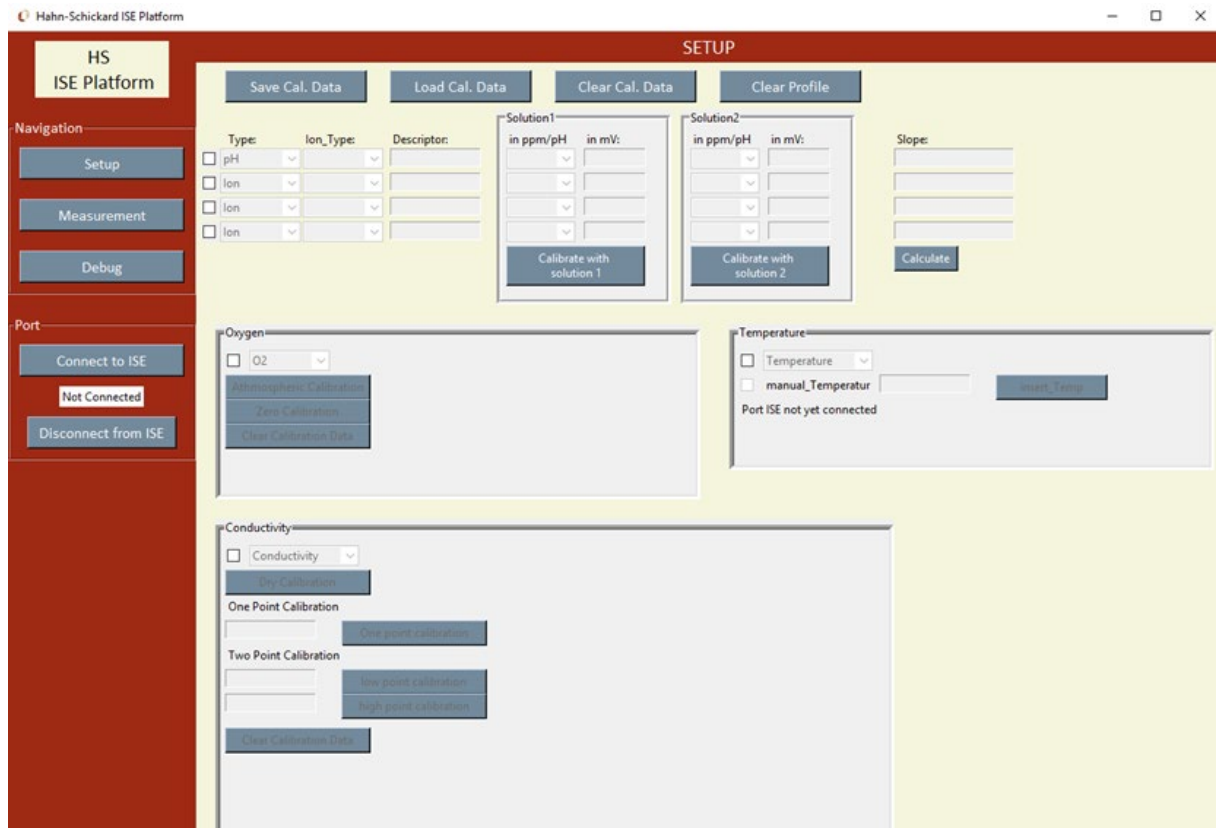 Hahn-Schickard ISE Platform
HS
ISE Platform
SETUP
Navigation
Setup
Measurement
Debug
Port
Connect to ISE
Not Connected
Disconnect from ISE
Save Cal. Data
Load Cal. Data
Clear Cal. Data
Clear Profile
Type:
Ion_Type:
Descriptor:
Solution1
in ppm/pH
in mV:
Solution2
in ppm/pH
in mV:
Slope:
pH
Ion
Ion
Ion
Calibrate with
solution 1
Calibrate with
solution 2
Calculate
Oxygen
O2
Athmospheric Calibration
Zero Calibration
Clear Calibration Data
Temperature
Temperature
manual_Temperatur
insert_Temp
Port ISE not yet connected
Conductivity
Conductivity
Dry Calibration
One Point Calibration
One point calibration
Two Point Calibration
low point calibration
high point calibration
Clear Calibration Data